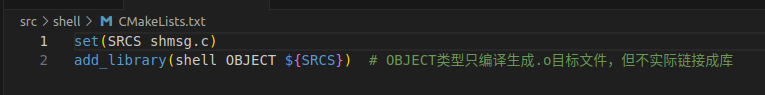 src > shell > CMakeLists.txt
1 set(SRCS shmsg.c)
2 add_library(shell OBJECT ${SRCS})  # OBJECT类型只编译生成.o目标文件，但不实际链接成库